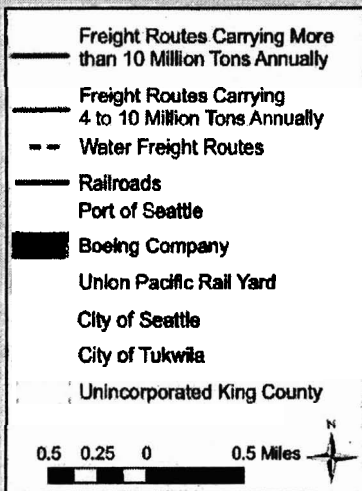 Freight Routes Carrying More
than 10 Million Tons Annually
Freight Routes Carrying
4 to 10 Million Tons Annually
Water Freight Routes
Railroads
Port of Seattle
Boeing Company
Union Pacific Rail Yard
City of Seattle
City of Tukwila
Unincorporated King County
N
0.5 0.25 0 0.5 Miles